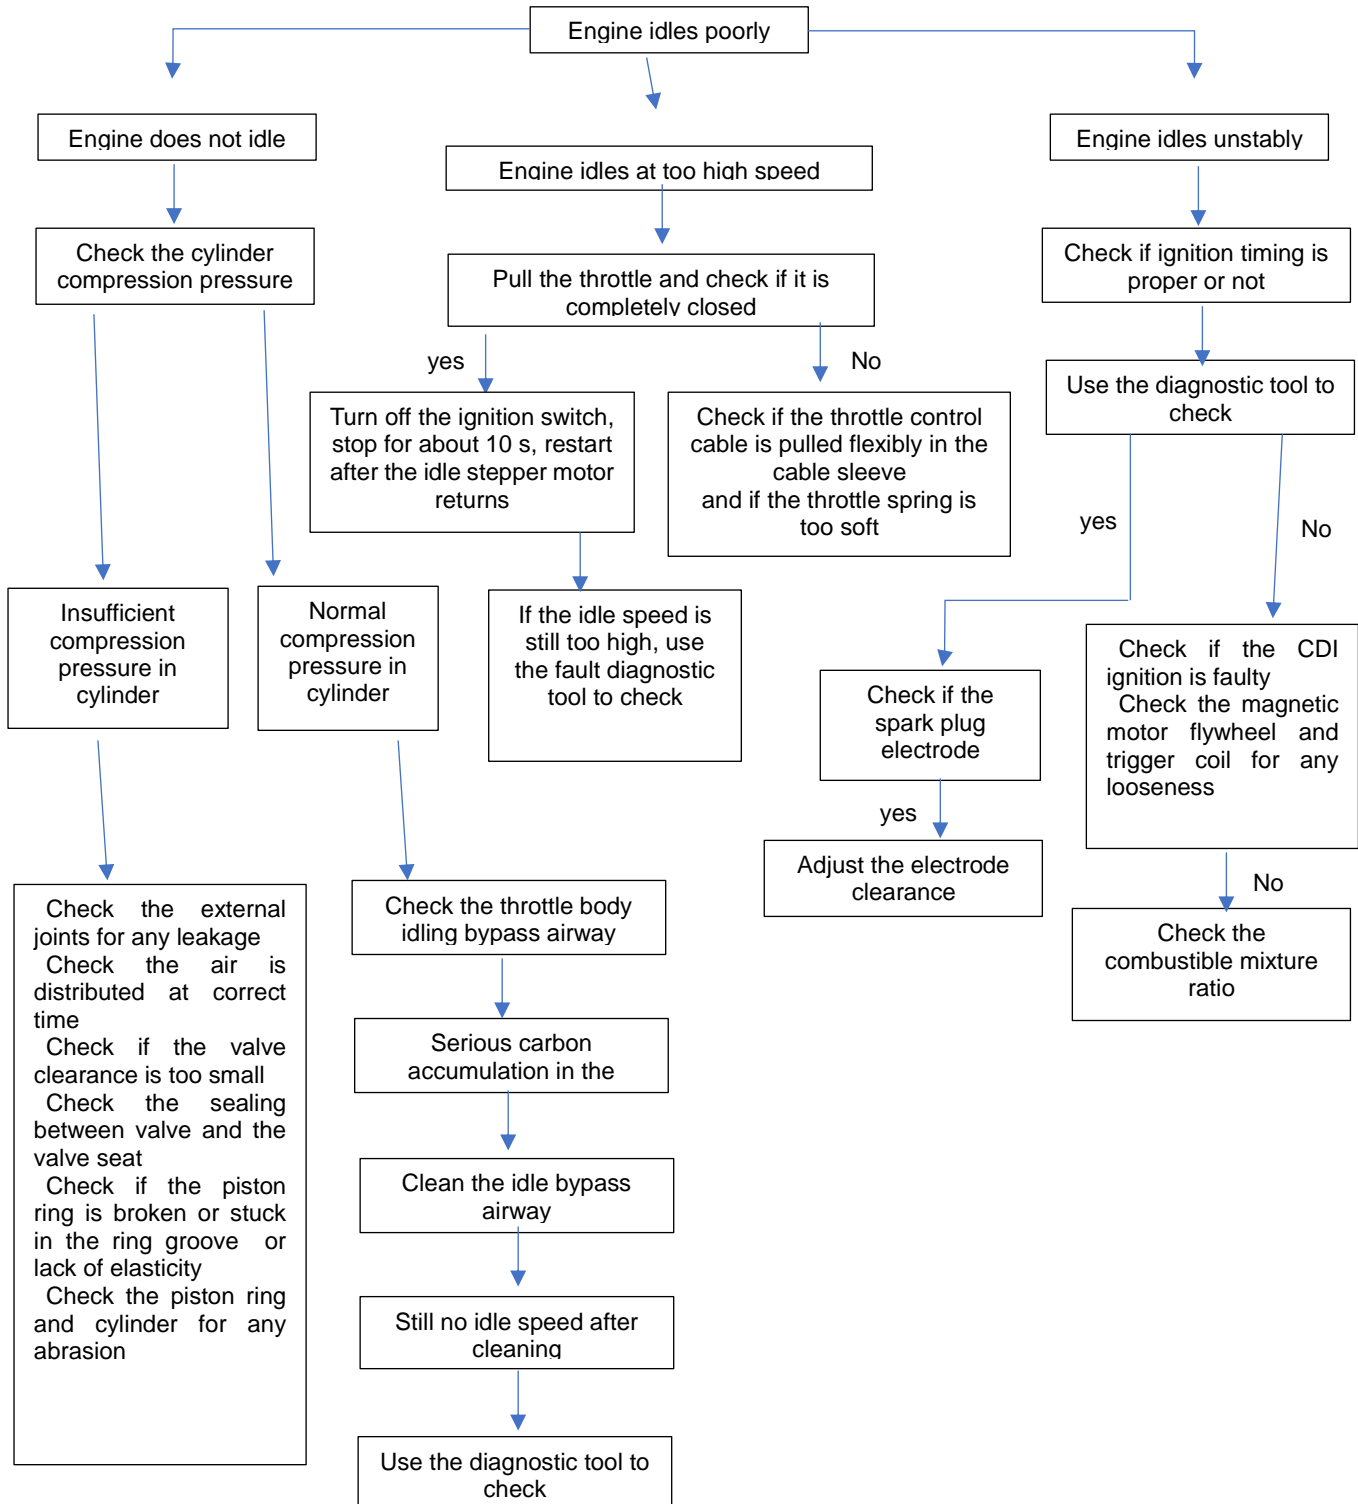 Engine idles poorly
Engine does not idle
Engine idles at too high speed
Engine idles unstably
Check the cylinder
compression pressure
Pull the throttle and check if it is
completely closed
Check if ignition timing is
proper or not
yes
No
Turn off the ignition switch,
stop for about 10 s, restart
after the idle stepper motor
returns
Check if the throttle control
cable is pulled flexibly in the
cable sleeve
and if the throttle spring is
too soft
Use the diagnostic tool to
check
yes
No
Insufficient
compression
pressure in
cylinder
Normal
compression
pressure in
cylinder
If the idle speed is
still too high, use
the fault diagnostic
tool to check
Check if the
spark plug
electrode
Check if the CDI
ignition is faulty
Check the magnetic
motor flywheel and
trigger coil for any
looseness
yes
Adjust the electrode
clearance
No
Check the
combustible mixture
ratio
Check the external
joints for any leakage
Check the air is
distributed at correct
time
Check if the valve
clearance is too small
Check the sealing
between valve and the
valve seat
Check if the piston
ring is broken or stuck
in the ring groove or
lack of elasticity
Check the piston ring
and cylinder for any
abrasion
Check the throttle body
idling bypass airway
Serious carbon
accumulation in the
Clean the idle bypass
airway
Still no idle speed after
cleaning
Use the diagnostic tool to
check